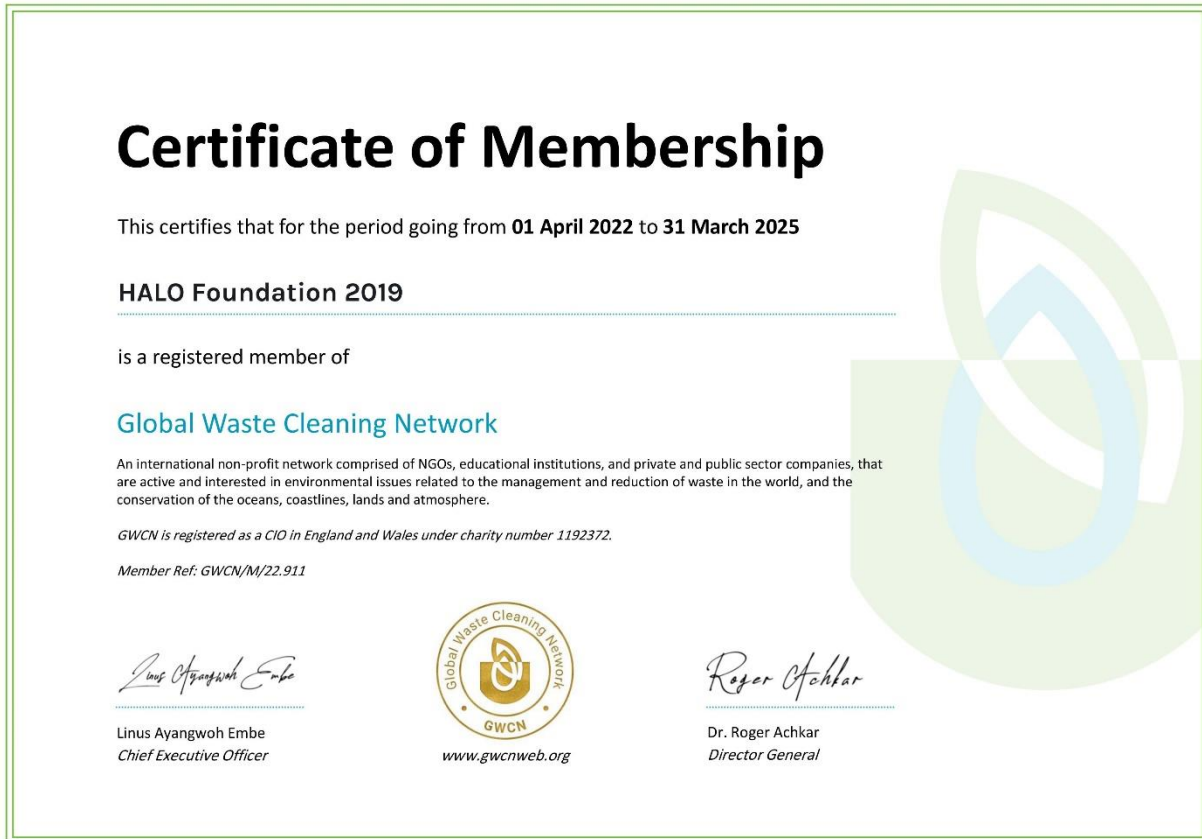 Certificate of Membership
This certifies that for the period going from 01 April 2022 to 31 March 2025
HALO Foundation 2019
is a registered member of
Global Waste Cleaning Network
An international non-profit network comprised of NGOs, educational institutions, and private and public sector companies, that
are active and interested in environmental issues related to the management and reduction of waste in the world, and the
conservation of the oceans, coastlines, lands and atmosphere.
GWCN is registered as a CIO in England and Wales under charity number 1192372.
Member Ref: GWCN/M/22.911
Linus Ayangwoh Embe
Global Waste Cleaning Network
GWCN
Roger Achkar
Linus Ayangwoh Embe
Chief Executive Officer
www.gwcnweb.org
Dr. Roger Achkar
Director General